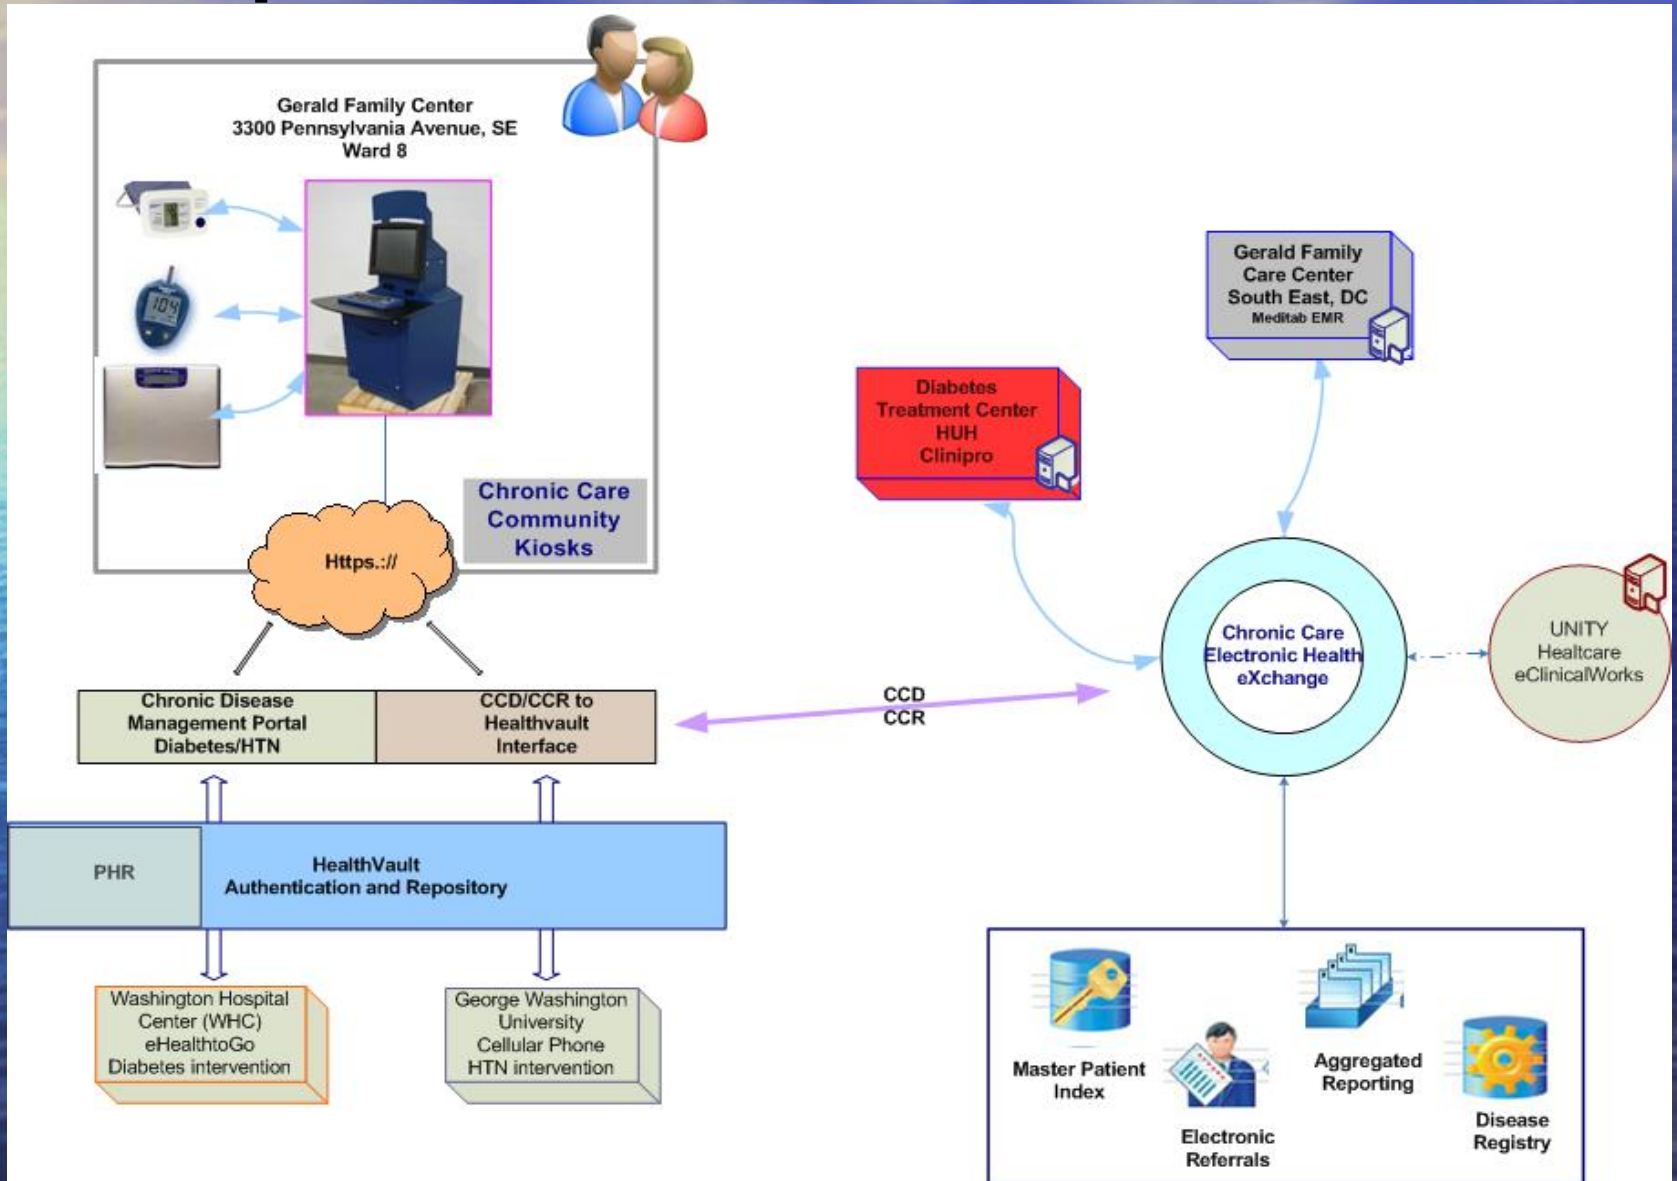 Gerald Family Center
3300 Pennsylvania Avenue, SE
Ward 8
104
Chronic Care
Community
Kiosks
Https.://
Chronic Disease
Management Portal
Diabetes/HTN
CCD/CCR to
Healthvault
Interface
PHR
HealthVault
Authentication and Repository
Washington Hospital
Center (WHC)
eHealthtoGo
Diabetes intervention
George Washington
University
Cellular Phone
HTN intervention
CCD
CCR
Diabetes
Treatment Center
HUH
Clinipro
Gerald Family
Care Center
South East, DC
Meditab EMR
Chronic Care
Electronic Health
eXchange
UNITY
Healtcare
eClinicalWorks
Master Patient
Index
Electronic
Referrals
Aggregated
Reporting
Disease
Registry